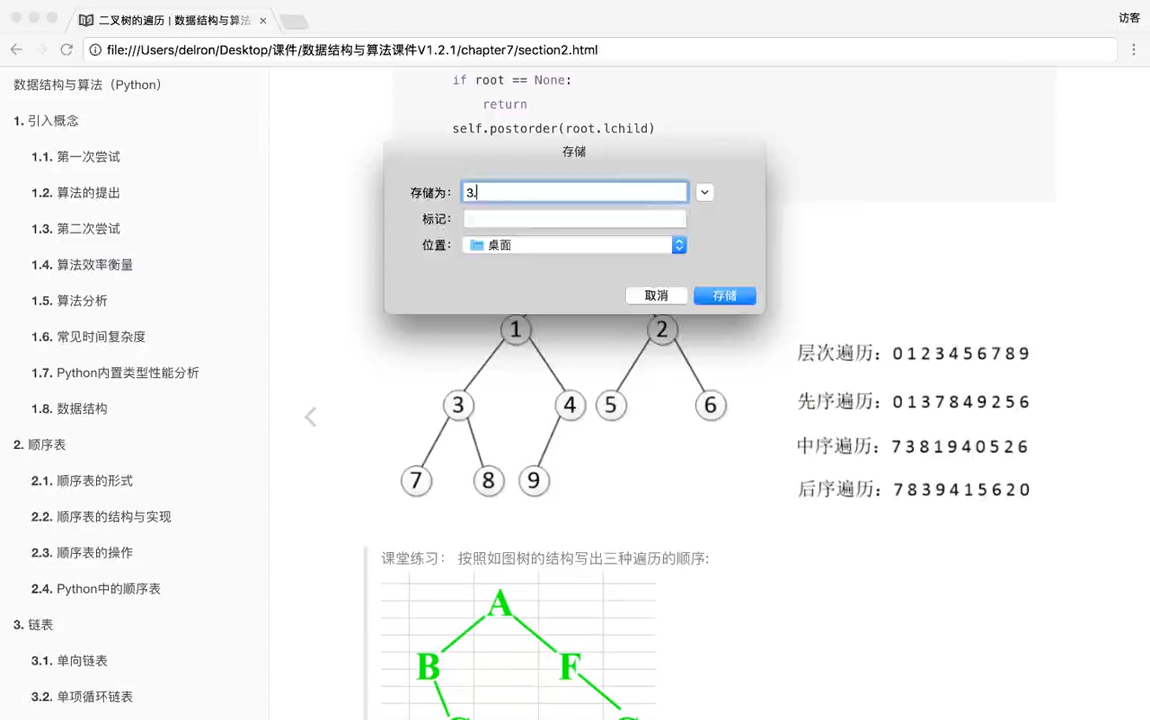 二叉树的遍历 | 数据结构与算法
访客
file:///Users/delron/Desktop/课件/数据结构与算法课件V1.2.1/chapter7/section2.html
数据结构与算法（Python）
1. 引入概念
1.1. 第一次尝试
1.2. 算法的提出
1.3. 第二次尝试
1.4. 算法效率衡量
1.5. 算法分析
1.6. 常见时间复杂度
1.7. Python内置类型性能分析
1.8. 数据结构
2. 顺序表
2.1. 顺序表的形式
2.2. 顺序表的结构与实现
2.3. 顺序表的操作
2.4. Python中的顺序表
3. 链表
3.1. 单向链表
3.2. 单项循环链表
if root == None:
return
self.postorder(root.lchild)
存储
存储为： 3.
标记：
位置： 桌面
取消 存储
1 2
3 4 5 6
7 8 9
层次遍历：0 1 2 3 4 5 6 7 8 9
先序遍历：0 1 3 7 8 4 9 2 5 6
中序遍历：7 3 8 1 9 4 0 5 2 6
后序遍历：7 8 3 9 4 1 5 6 2 0
课堂练习： 按照如图树的结构写出三种遍历的顺序:
A
B F